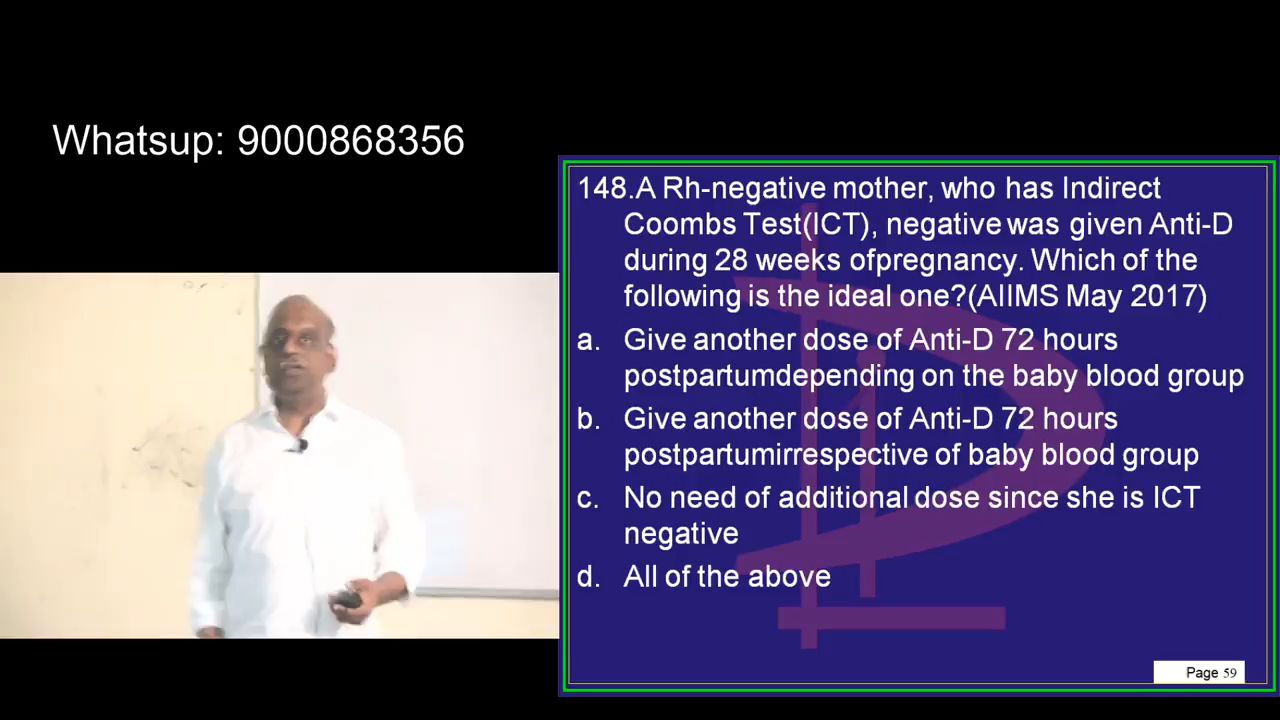 Whatsup: 9000868356
148.A Rh-negative mother, who has Indirect
Coombs Test(ICT), negative was given Anti-D
during 28 weeks ofpregnancy. Which of the
following is the ideal one?(AIIMS May 2017)
a. Give another dose of Anti-D 72 hours
postpartumdepending on the baby blood group
b. Give another dose of Anti-D 72 hours
postpartumirrespective of baby blood group
c. No need of additional dose since she is ICT
negative
d. All of the above
Page 59